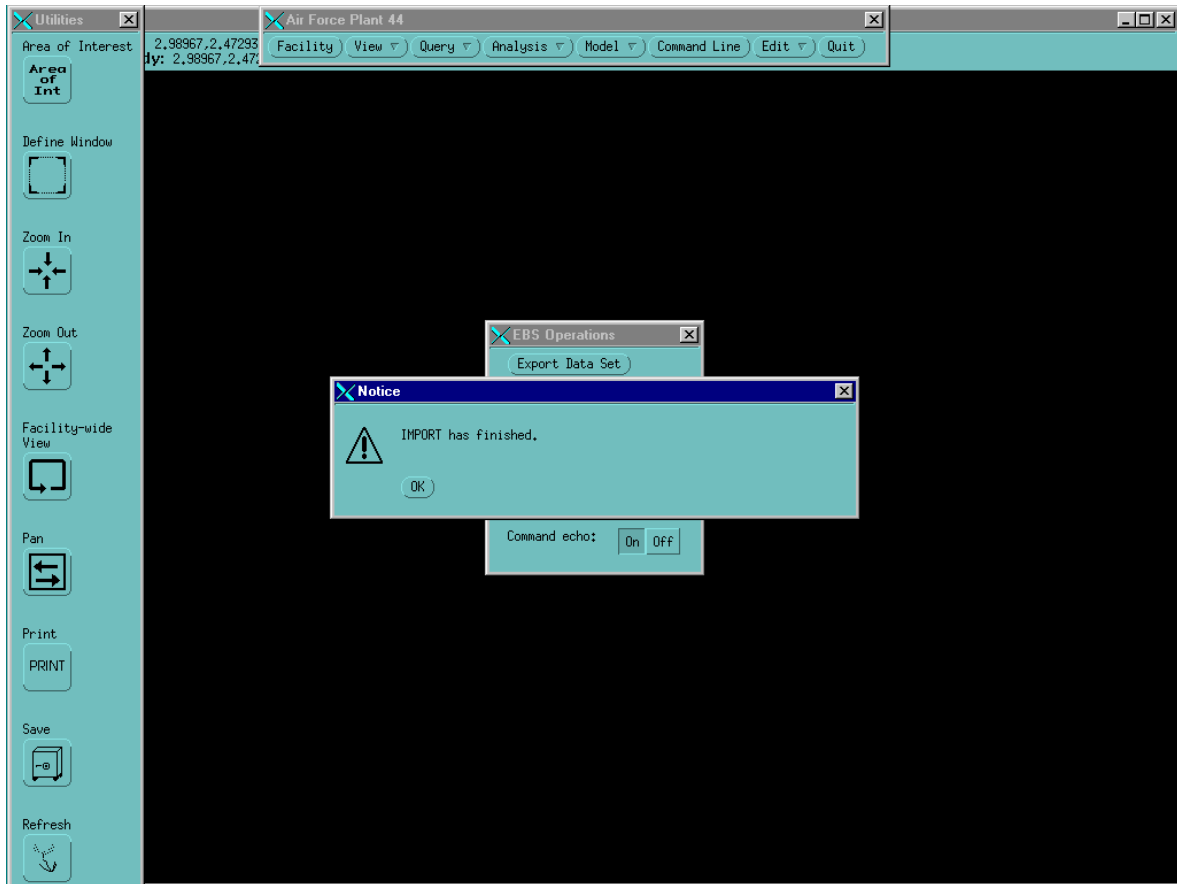 Utilities
Area of Interest
Area
of
Int
Define Window
Zoom In
Zoom Out
Facility-wide
View
Pan
Print
PRINT
Save
Refresh
2.98967,2.47293
dy: 2.98967,2.472
Air Force Plant 44
Facility View Query Analysis Model Command Line Edit Quit
EBS Operations
Export Data Set
Notice
IMPORT has finished.
OK
Command echo: On Off